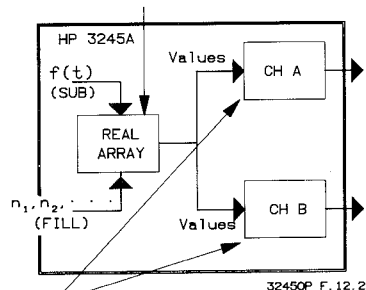 HP 3245A
Values
CH A
f(t)
(SUB)
REAL
ARRAY
n₁,n₂,· · ·
(FILL)
Values
CH B
32450P F.12.2